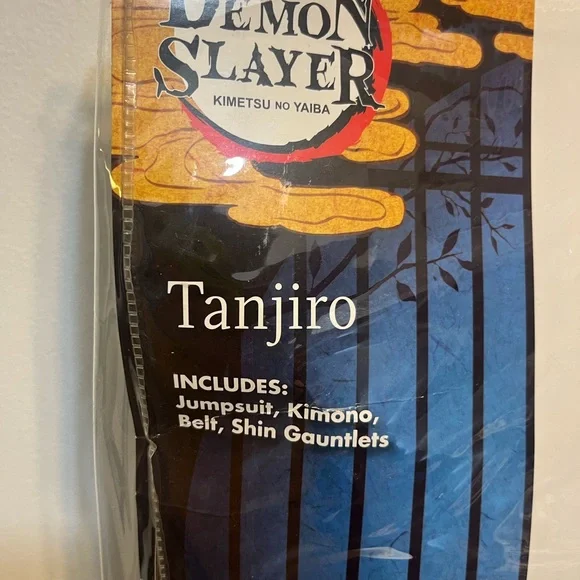 DEMON
SLAYER
KIMETSU NO YAIBA
Tanjiro
INCLUDES:
Jumpsuit, Kimono,
Belt, Shin Gauntlets